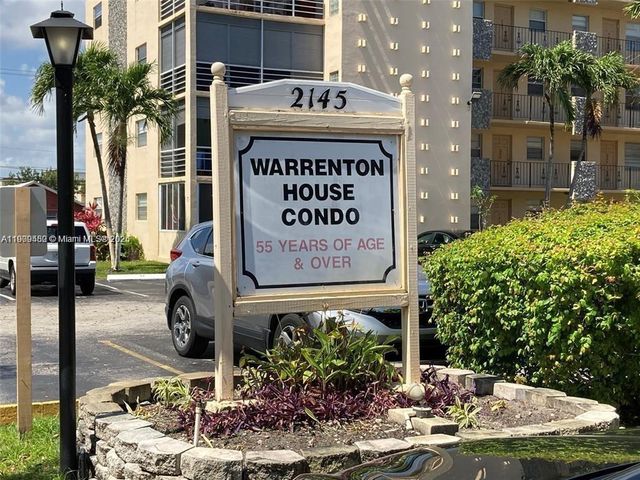 2145
WARRENTON
HOUSE
CONDO
55 YEARS OF AGE
& OVER